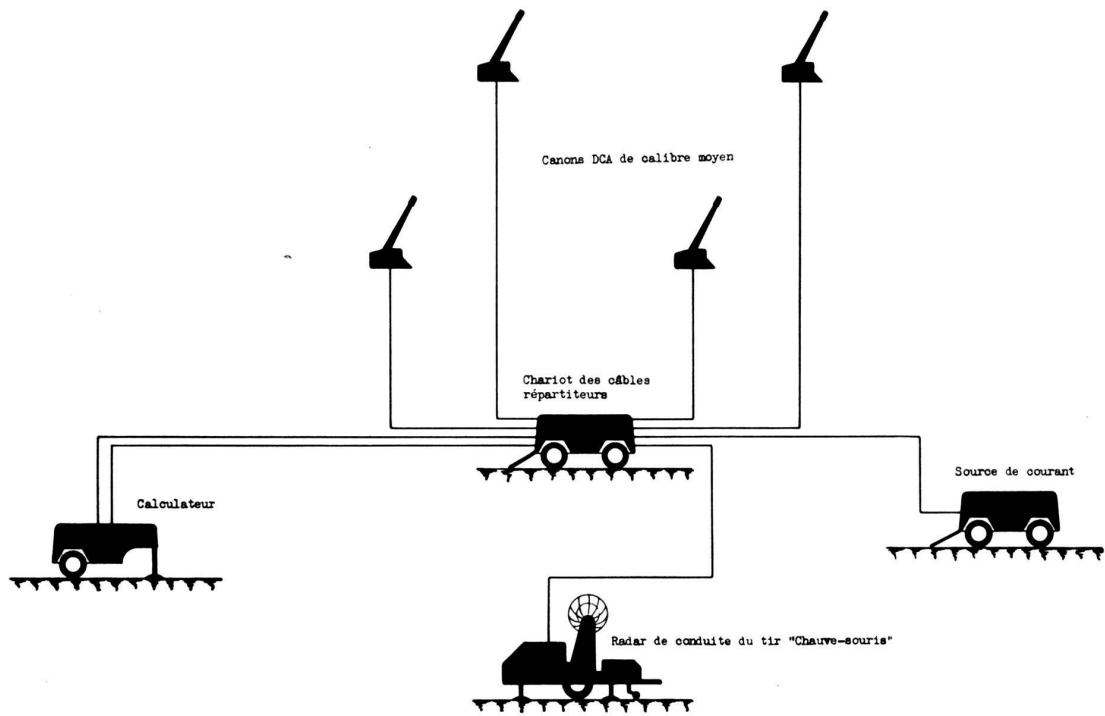 Canons DCA de calibre moyen
Chariot des câbles
répartiteurs
Source de courant
Calculateur
Radar de conduite du tir "Chauve-souris"